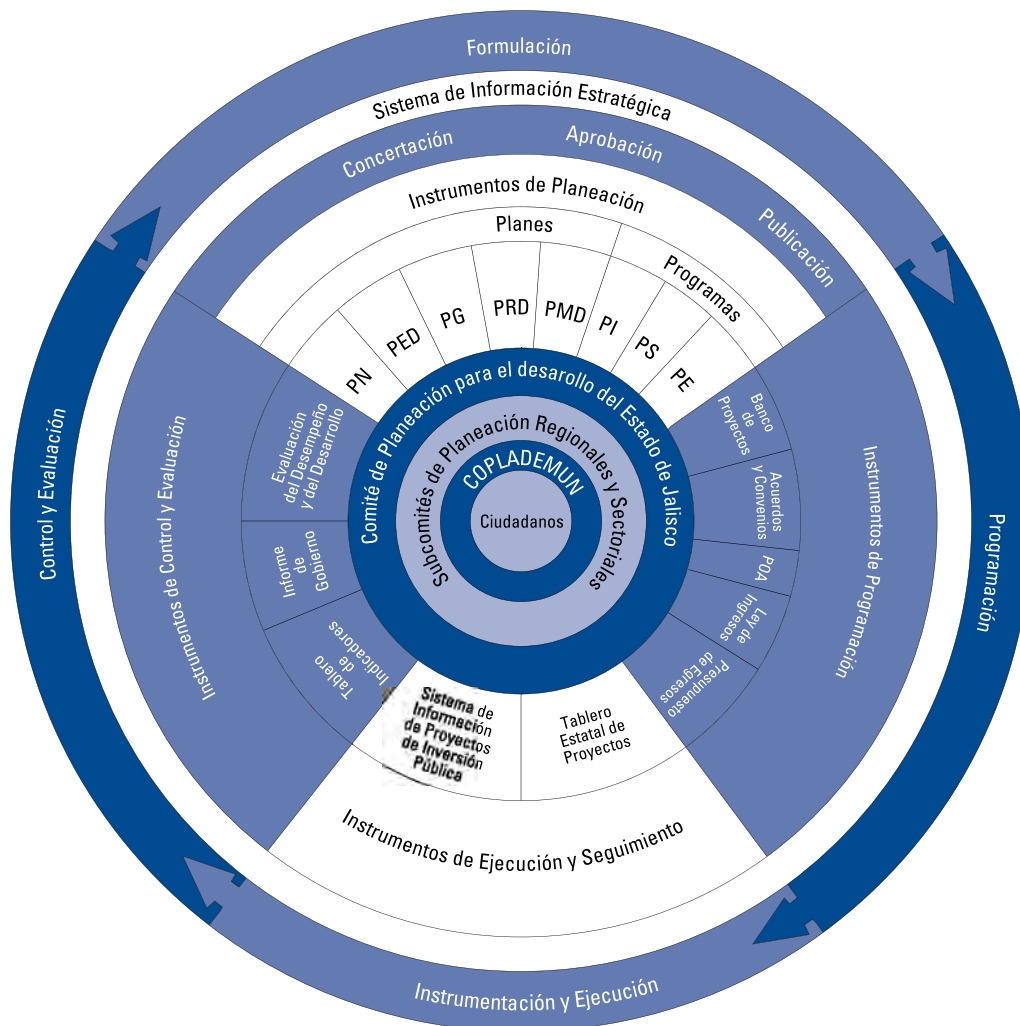 Formulación
Sistema de Información Estratégica
Concertación
Aprobación
Publicación
Instrumentos de Planeación
Planes
Programas
PN
PED
PG
PRD
PMD
PI
PS
PE
Comité de Planeación para el desarollo del Estado de Jalisco
Subcomités de Planeación Regionales y Sectoriales
COPLADEMUN
Ciudadanos
Banco
de
Proyectos
Acuerdos
y Convenios
POA
Ley de
Ingresos
Presupuesto
de Egresos
Instrumentos de Programación
Programación
Tablero
Estatal de
Proyectos
Sistema de
Información
de Proyectos
de Inversión
Pública
Instrumentos de Ejecución y Seguimiento
Instrumentación y Ejecución
Tablero
de
Indicadores
Informe
de
Gobierno
Evaluación
del Desempeño
y del Desarrollo
Instrumentos de Control y Evaluación
Control y Evaluación